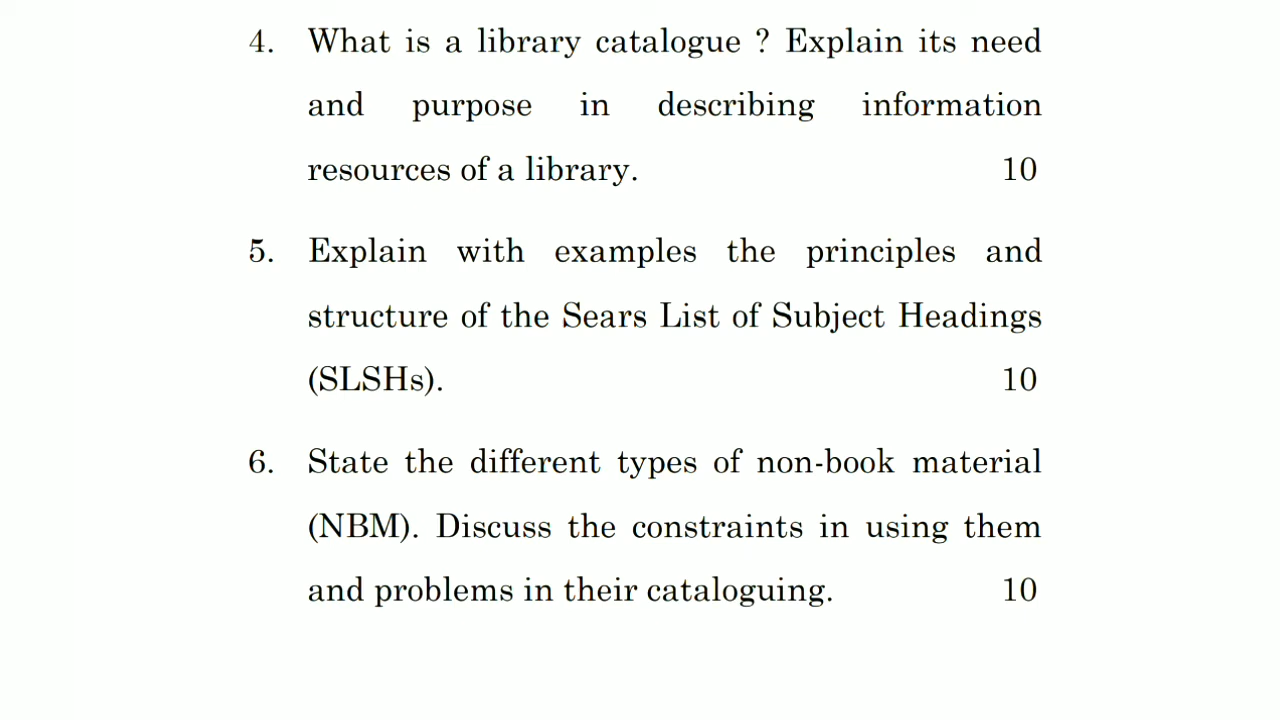 4. What is a library catalogue ? Explain its need
and purpose in describing information
resources of a library. 10
5. Explain with examples the principles and
structure of the Sears List of Subject Headings
(SLSHs). 10
6. State the different types of non-book material
(NBM). Discuss the constraints in using them
and problems in their cataloguing. 10